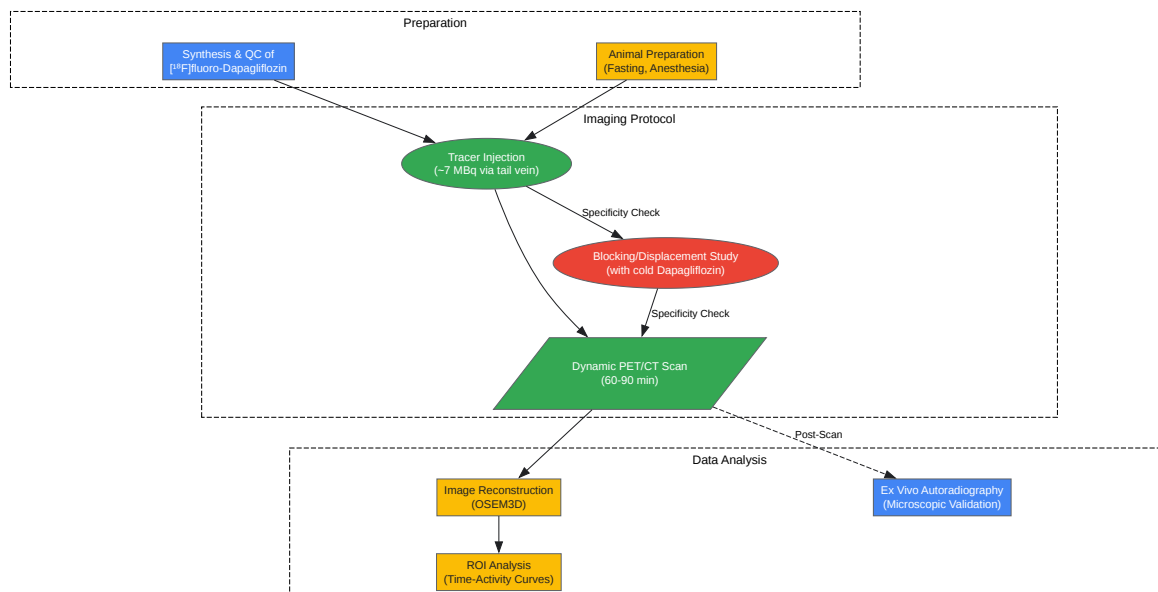 Preparation
Synthesis & QC of
[¹⁸F]fluoro-Dapagliflozin
Animal Preparation
(Fasting, Anesthesia)
Imaging Protocol
Tracer Injection
(~7 MBq via tail vein)
Specificity Check
Blocking/Displacement Study
(with cold Dapagliflozin)
Specificity Check
Dynamic PET/CT Scan
(60-90 min)
Post-Scan
Data Analysis
Image Reconstruction
(OSEM3D)
Ex Vivo Autoradiography
(Microscopic Validation)
ROI Analysis
(Time-Activity Curves)